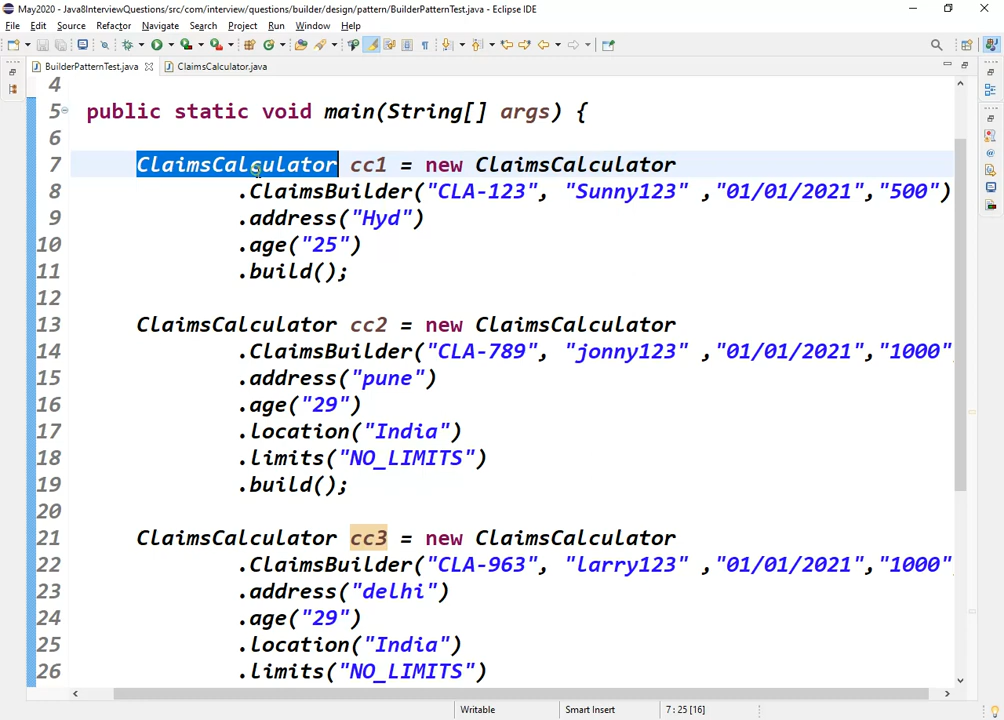 May2020 - Java8InterviewQuestions/src/com/interview/questions/builder/design/pattern/BuilderPatternTest.java - Eclipse IDE
File Edit Source Refactor Navigate Search Project Run Window Help
BuilderPatternTest.java ClaimsCalculator.java
4
5 public static void main(String[] args) {
6
7 ClaimsCalculator cc1 = new ClaimsCalculator
8 .ClaimsBuilder("CLA-123", "Sunny123" ,"01/01/2021","500")
9 .address("Hyd")
10 .age("25")
11 .build();
12
13 ClaimsCalculator cc2 = new ClaimsCalculator
14 .ClaimsBuilder("CLA-789", "jonny123" ,"01/01/2021","1000"
15 .address("pune")
16 .age("29")
17 .location("India")
18 .limits("NO_LIMITS")
19 .build();
20
21 ClaimsCalculator cc3 = new ClaimsCalculator
22 .ClaimsBuilder("CLA-963", "larry123" ,"01/01/2021","1000"
23 .address("delhi")
24 .age("29")
25 .location("India")
26 .limits("NO_LIMITS")
Writable Smart Insert 7 : 25 [16]